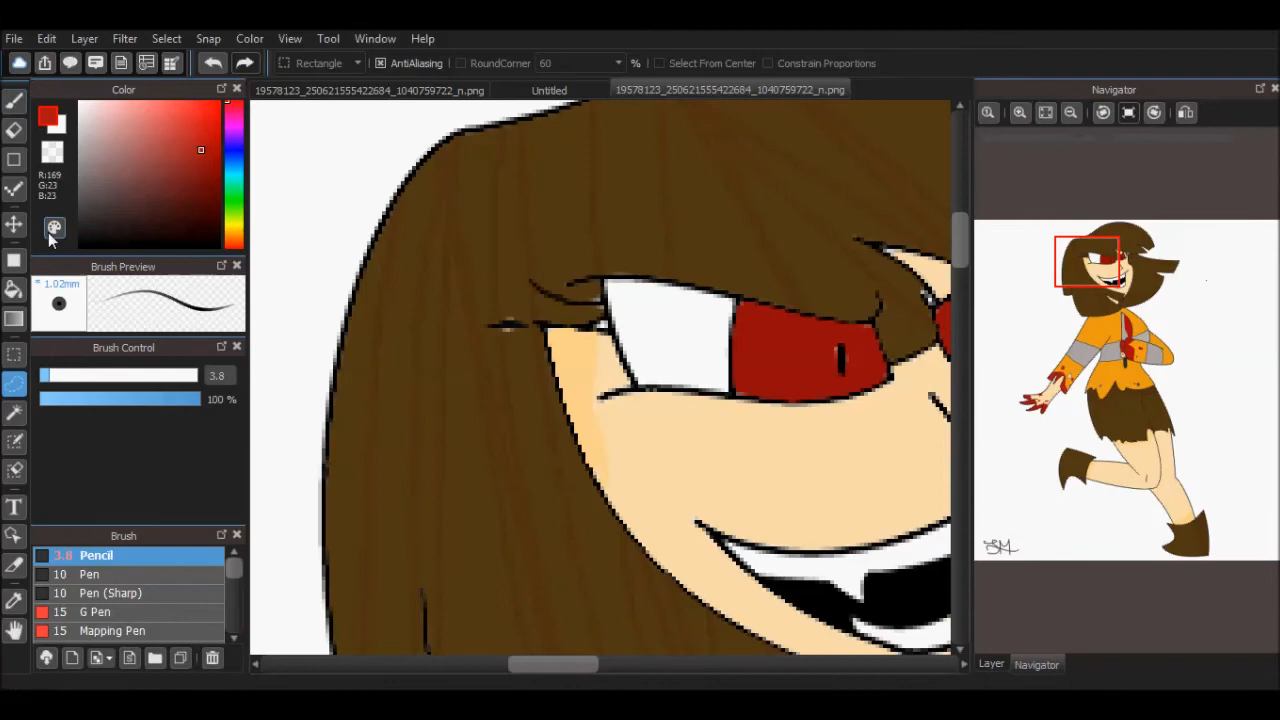 File Edit Layer Filter Select Snap Color View Tool Window Help
Rectangle AntiAliasing RoundCorner 60 % Select From Center Constrain Proportions
Color
19578123_250621555422684_1040759722_n.png Untitled 19578123_250621555422684_1040759722_n.png
Navigator
R:169
G:23
B:23
Brush Preview
* 1.02mm
Brush Control
3.8
100 %
Brush
3.8 Pencil
10 Pen
10 Pen (Sharp)
15 G Pen
15 Mapping Pen
Layer Navigator